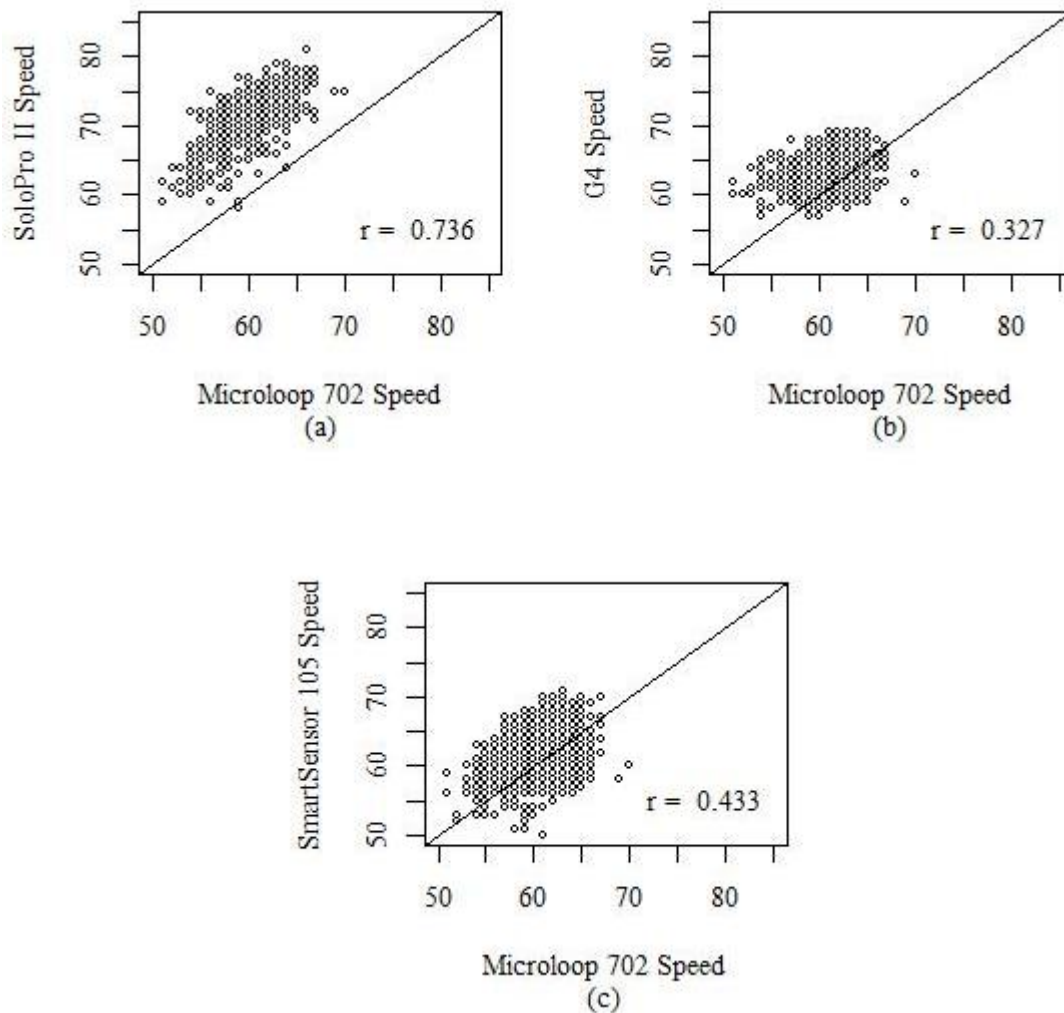 SoloPro II Speed
80
70
60
50
r = 0.736
50 60 70 80
Microloop 702 Speed
(a)
G4 Speed
80
70
60
50
r = 0.327
50 60 70 80
Microloop 702 Speed
(b)
SmartSensor 105 Speed
80
70
60
50
r = 0.433
50 60 70 80
Microloop 702 Speed
(c)